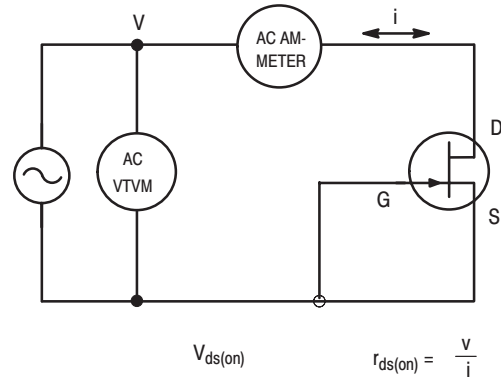 V
AC AM-
METER
i
D
AC
VTVM
G
S
Vds(on)
rds(on) = v
i